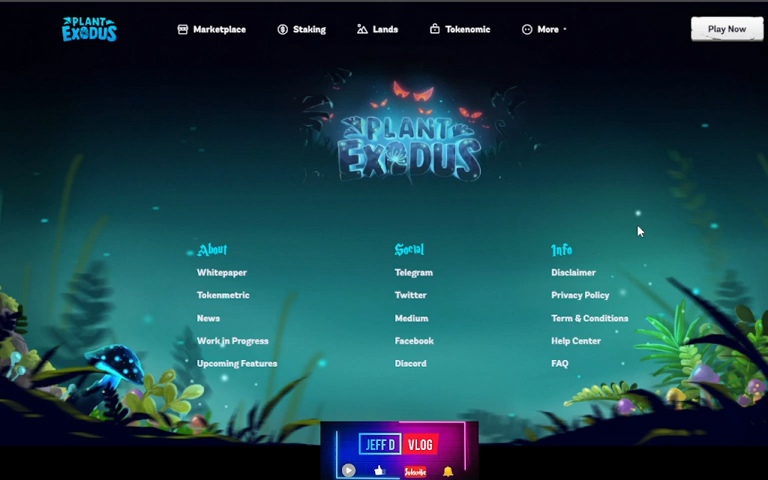 PLANT
EXODUS
Marketplace
Staking
Lands
Tokenomic
More
Play Now
PLANT
EXODUS
About
Social
Info
Whitepaper
Telegram
Disclaimer
Tokenmetric
Twitter
Privacy Policy
News
Medium
Term & Conditions
Work in Progress
Facebook
Help Center
Upcoming Features
Discord
FAQ
JEFF D VLOG
Subscribe